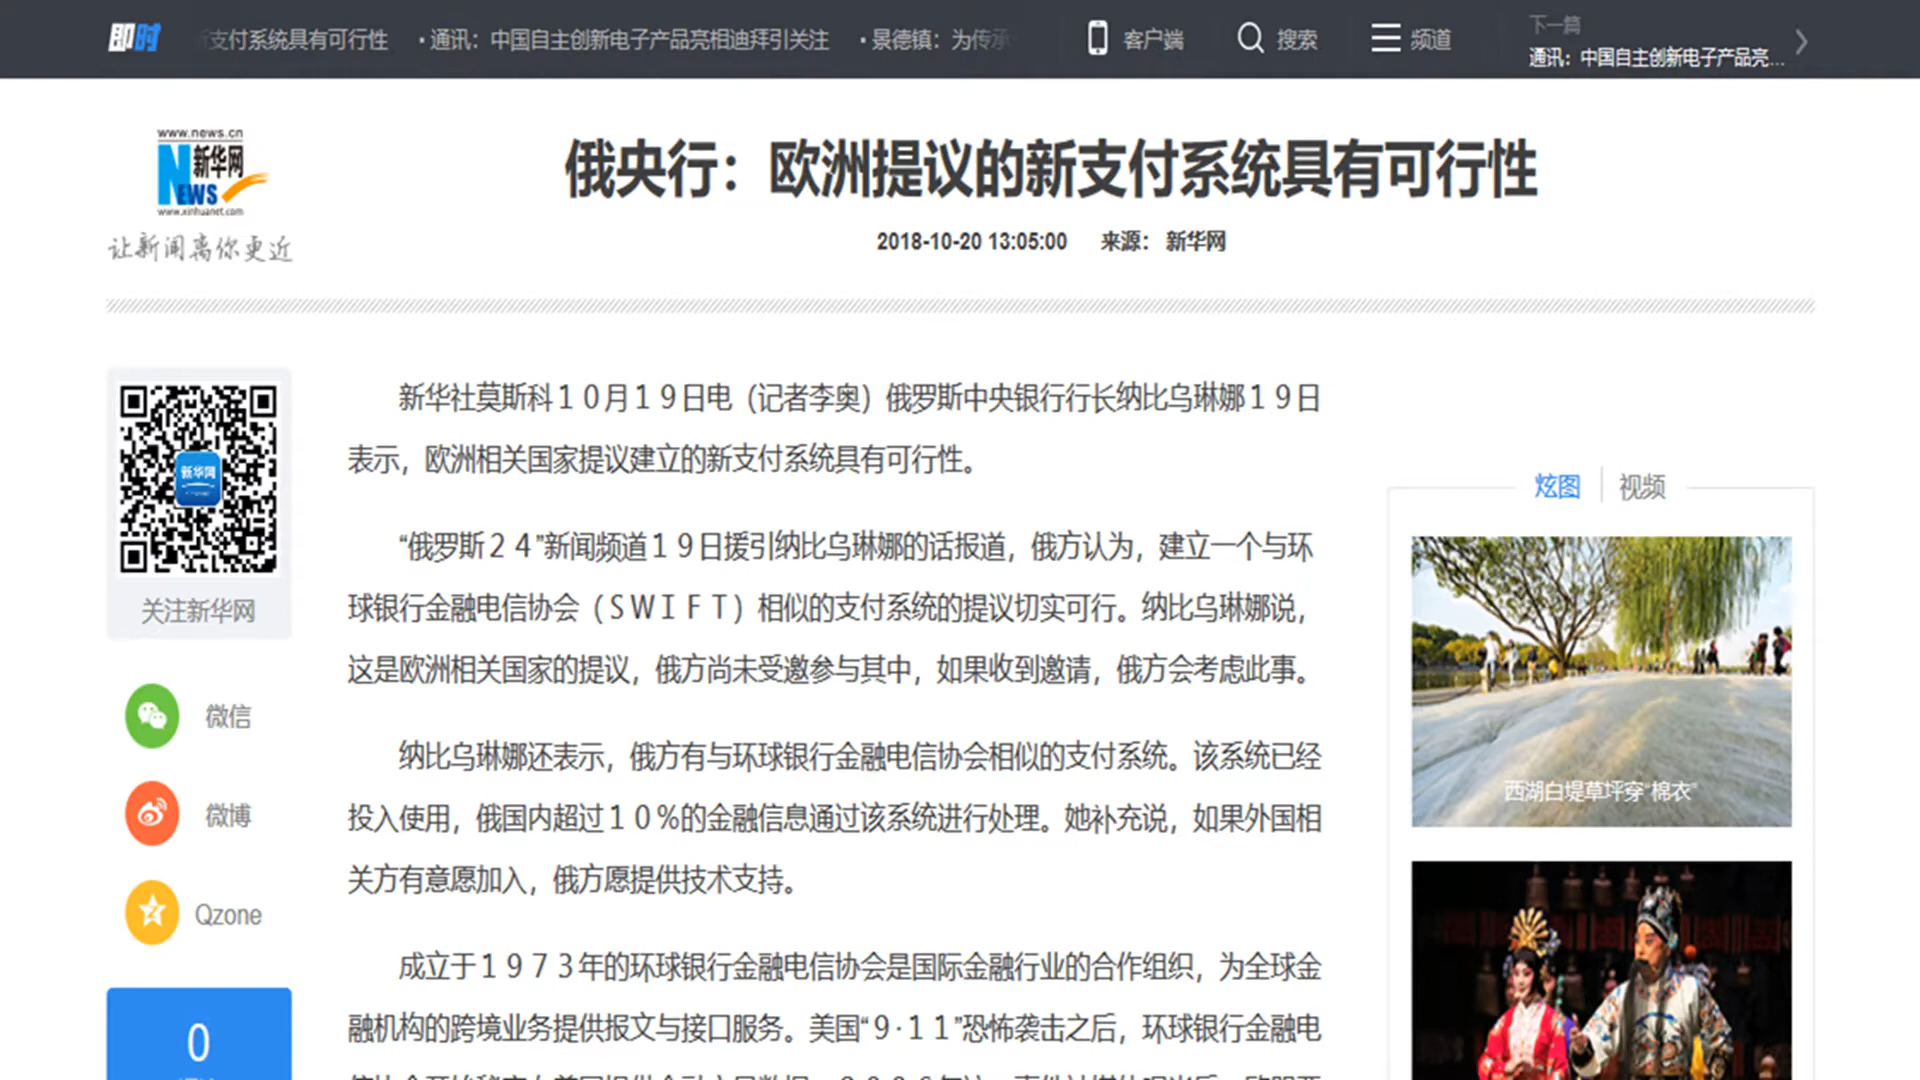 即时
支付系统具有可行性 ·通讯：中国自主创新电子产品亮相迪拜引关注 ·景德镇：为传承
客户端
搜索
频道
下一篇
通讯：中国自主创新电子产品亮...
www.news.cn
新华网
NEWS
www.xinhuanet.com
让新闻离你更近
俄央行：欧洲提议的新支付系统具有可行性
2018-10-20 13:05:00 来源： 新华网
新华网
关注新华网
微信
微博
Qzone
0
新华社莫斯科１０月１９日电（记者李奥）俄罗斯中央银行行长纳比乌琳娜１９日
表示，欧洲相关国家提议建立的新支付系统具有可行性。
“俄罗斯２４”新闻频道１９日援引纳比乌琳娜的话报道，俄方认为，建立一个与环
球银行金融电信协会（ＳＷＩＦＴ）相似的支付系统的提议切实可行。纳比乌琳娜说，
这是欧洲相关国家的提议，俄方尚未受邀参与其中，如果收到邀请，俄方会考虑此事。
纳比乌琳娜还表示，俄方有与环球银行金融电信协会相似的支付系统。该系统已经
投入使用，俄国内超过１０％的金融信息通过该系统进行处理。她补充说，如果外国相
关方有意愿加入，俄方愿提供技术支持。
成立于１９７３年的环球银行金融电信协会是国际金融行业的合作组织，为全球金
融机构的跨境业务提供报文与接口服务。美国“９·１１”恐怖袭击之后，环球银行金融电
炫图
视频
西湖白堤草坪穿“棉衣”